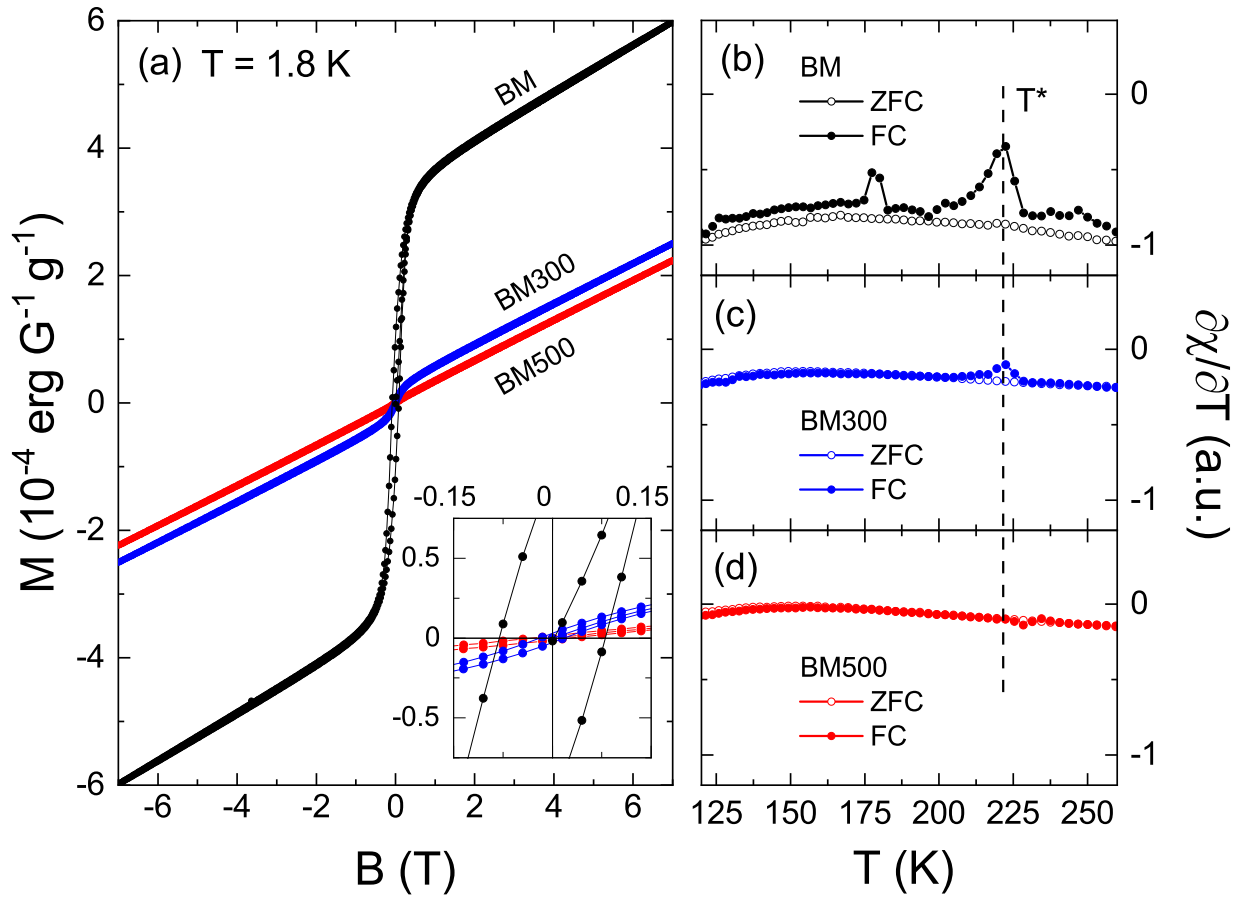 (a) T = 1.8 K
BM
BM300
BM500
M (10-4 erg G-1 g-1)
6
4
2
0
-2
-4
-6
-6 -4 -2 0 2 4 6
B (T)
-0.15 0 0.15
0.5
0
-0.5
(b) BM
ZFC
FC
T*
0
-1
(c)
BM300
ZFC
FC
0
-1
(d)
BM500
ZFC
FC
0
-1
∂χ/∂T (a.u.)
125 150 175 200 225 250
T (K)